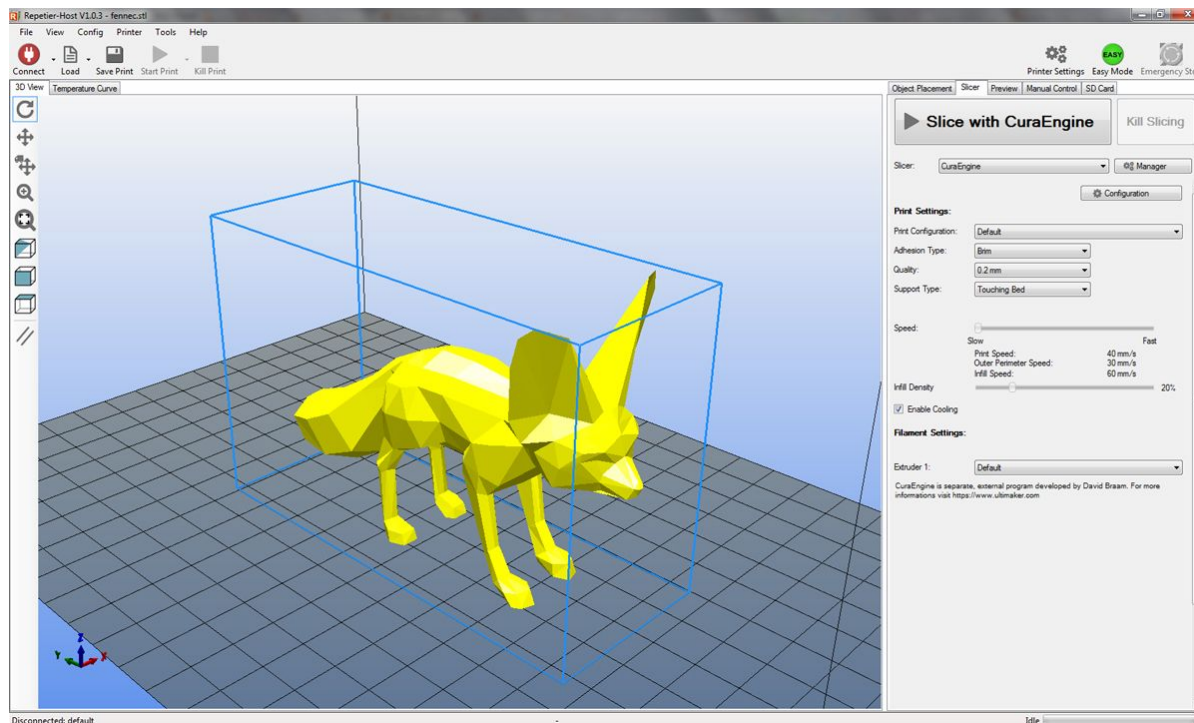 Repetier-Host V1.0.3 - fennec.stl
File View Config Printer Tools Help
Connect Load Save Print Start Print Kill Print
EASY
Printer Settings Easy Mode Emergency Sto
3D View Temperature Curve
Object Placement Slicer Preview Manual Control SD Card
Slice with CuraEngine
Kill Slicing
Slicer: CuraEngine Manager
Configuration
Print Settings:
Print Configuration: Default
Adhesion Type: Brim
Quality: 0.2 mm
Support Type: Touching Bed
Speed:
Slow Fast
Print Speed: 40 mm/s
Outer Perimeter Speed: 30 mm/s
Infill Speed: 60 mm/s
Infill Density 20%
Enable Cooling
Filament Settings:
Extruder 1: Default
CuraEngine is separate, external program developed by David Braam. For more
informations visit https://www.ultimaker.com
Z
Y X
Disconnected: default - Idle